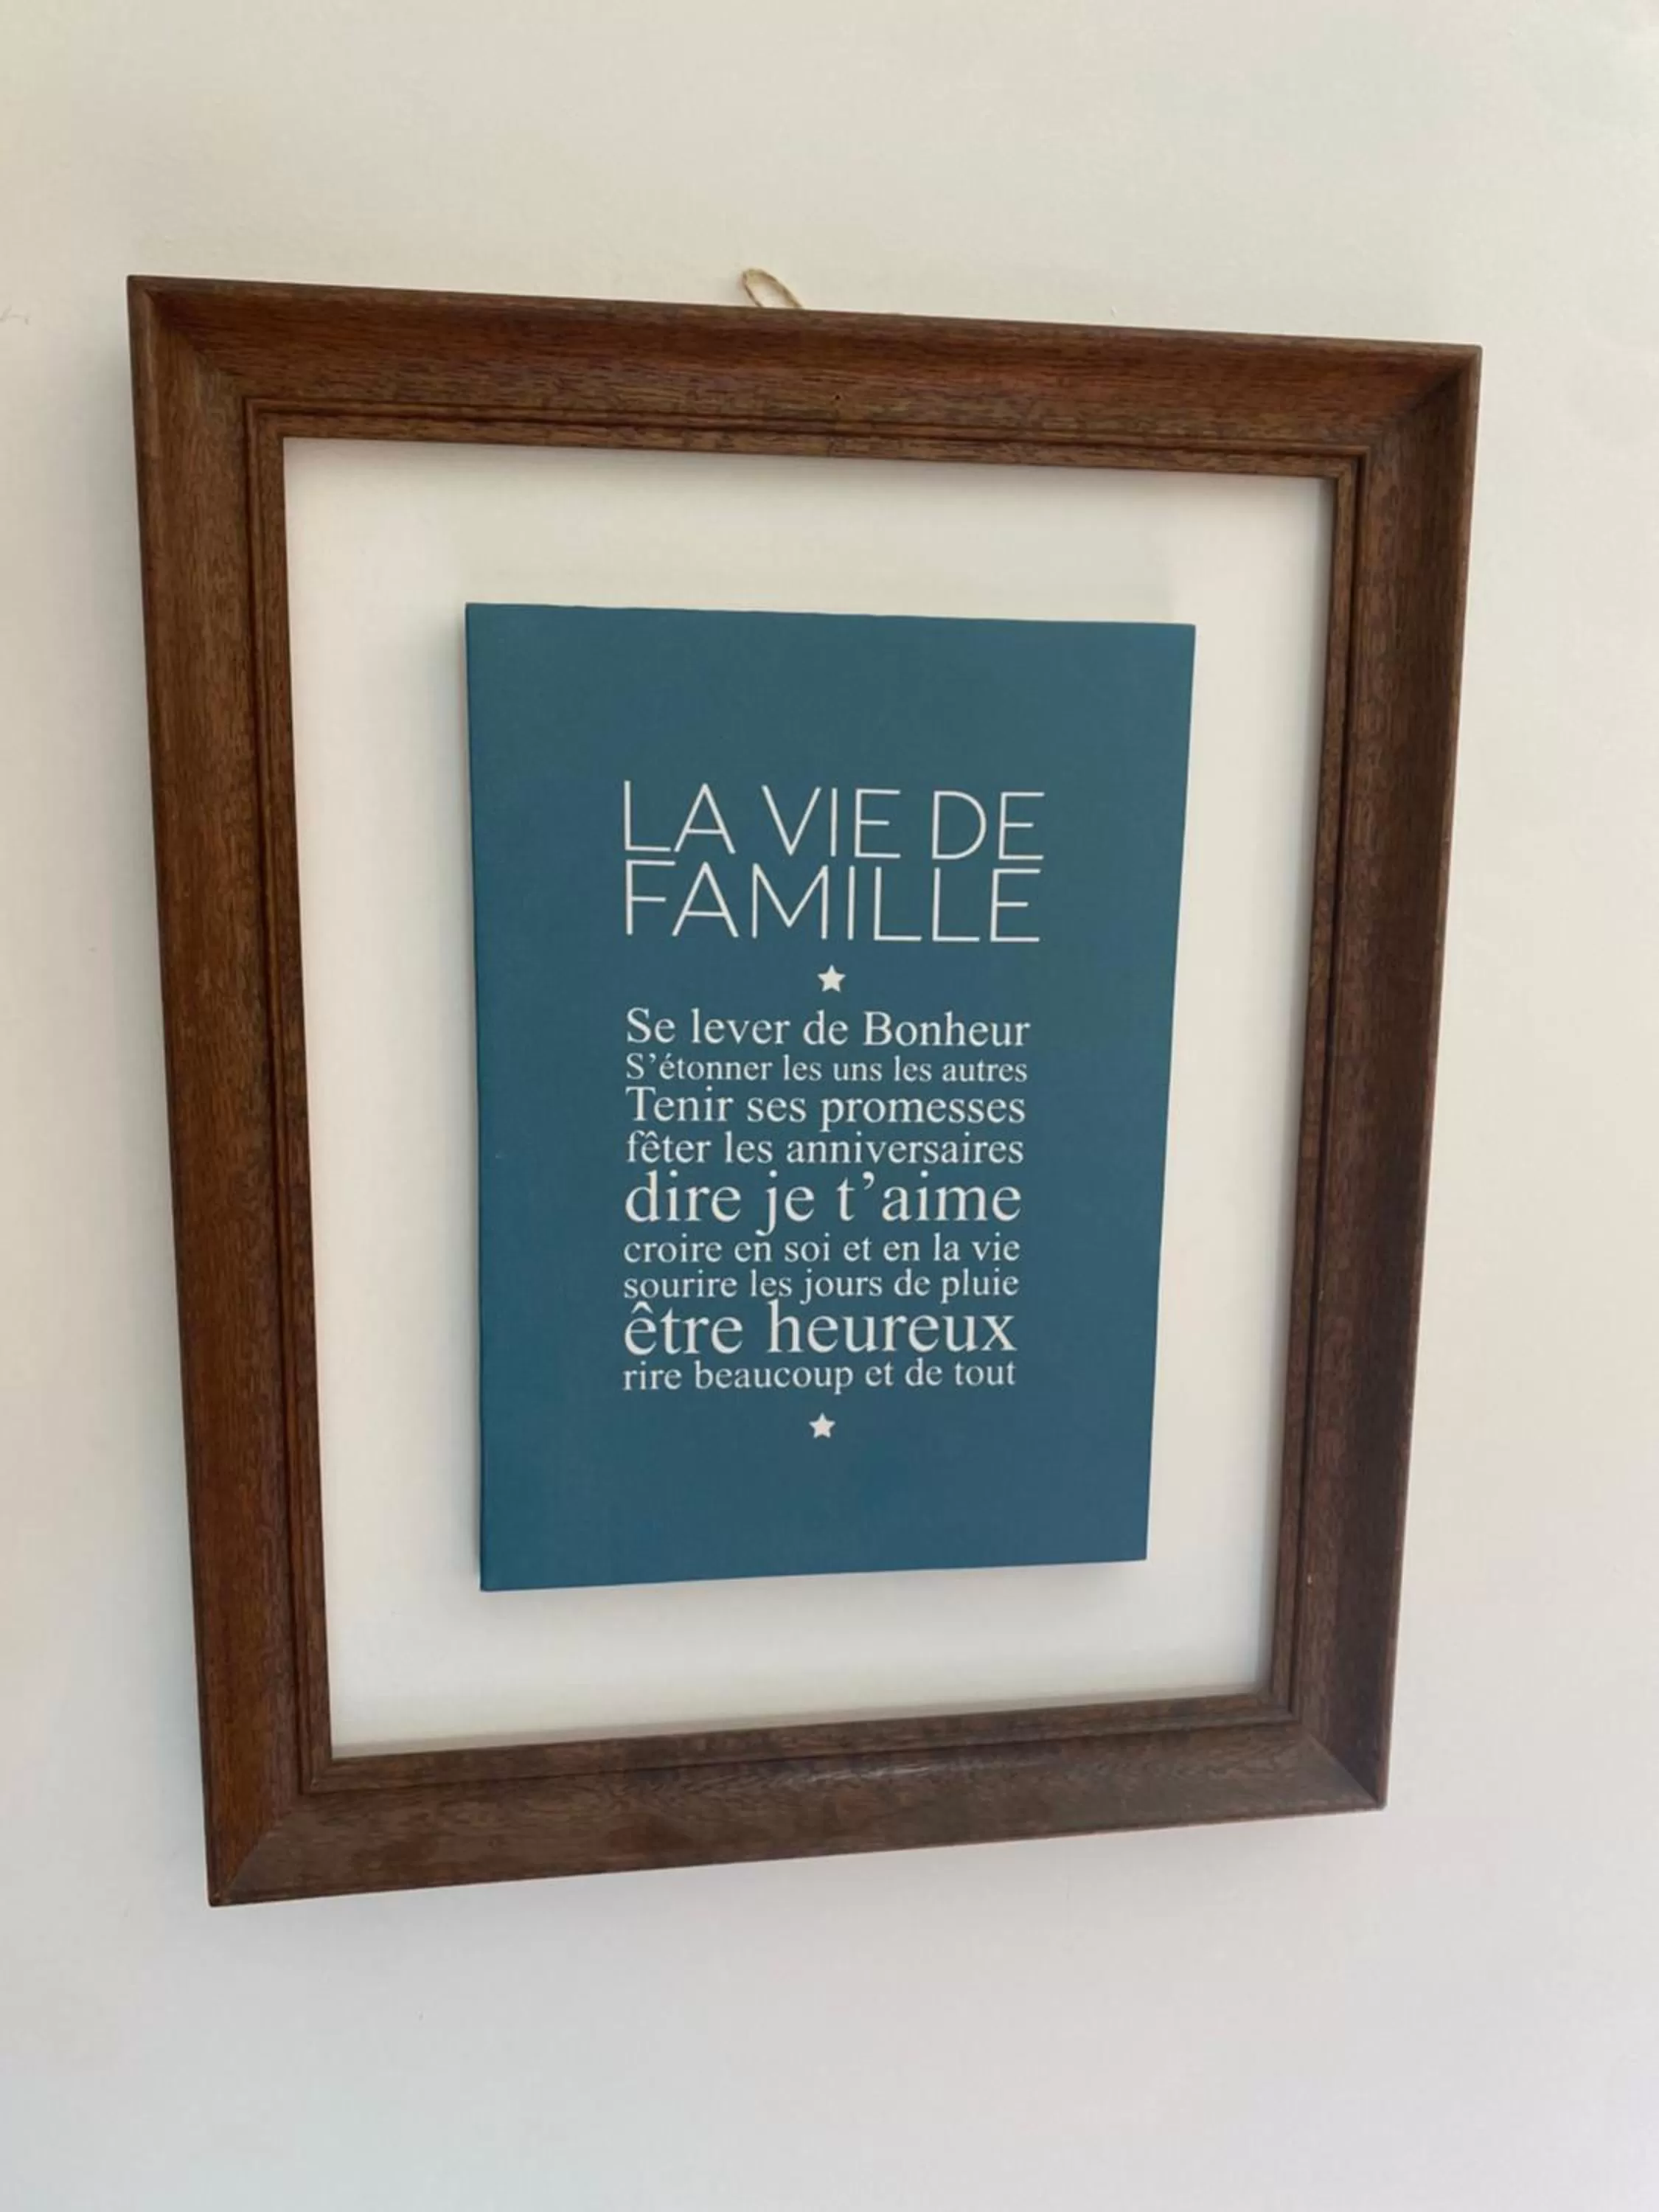 LA VIE DE
FAMILLE
Se lever de Bonheur
S'étonner les uns les autres
Tenir ses promesses
fêter les anniversaires
dire je t'aime
croire en soi et en la vie
sourire les jours de pluie
être heureux
rire beaucoup et de tout